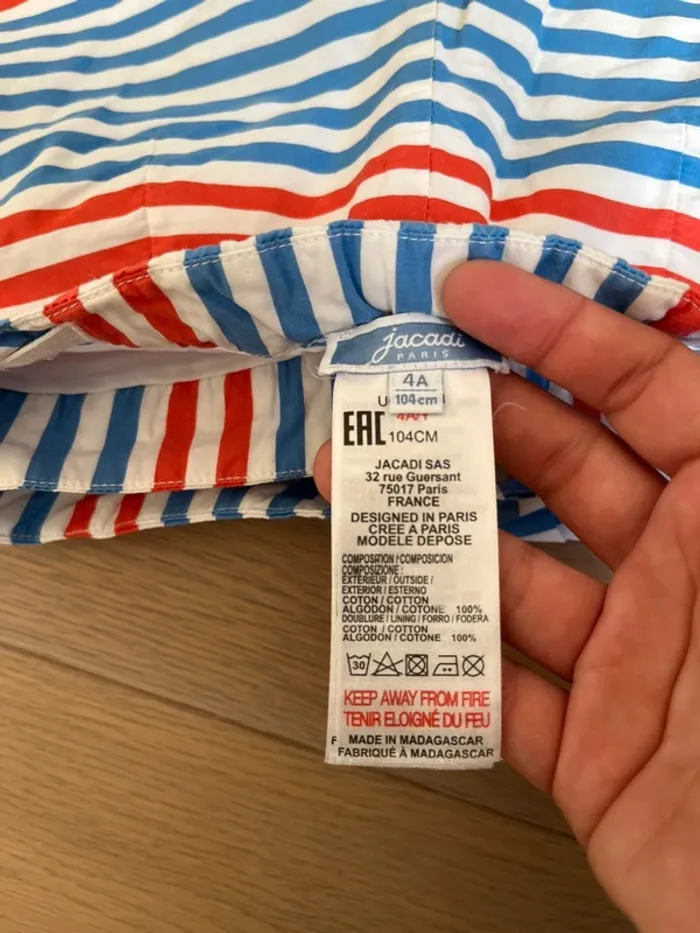 jacadi
PARIS
4A
104cm
U
4A/Y
EAC 104CM
JACADI SAS
32 rue Guersant
75017 Paris
FRANCE
DESIGNED IN PARIS
CREE A PARIS
MODELE DEPOSE
COMPOSITION / COMPOSICION
COMPOSIZIONE :
EXTERIEUR / OUTSIDE /
EXTERIOR / ESTERNO
COTON / COTTON
ALGODON / COTONE 100%
DOUBLURE / LINING / FORRO / FODERA
COTON / COTTON
ALGODON / COTONE 100%
30
KEEP AWAY FROM FIRE
TENIR ELOIGNÉ DU FEU
F MADE IN MADAGASCAR
FABRIQUÉ À MADAGASCAR